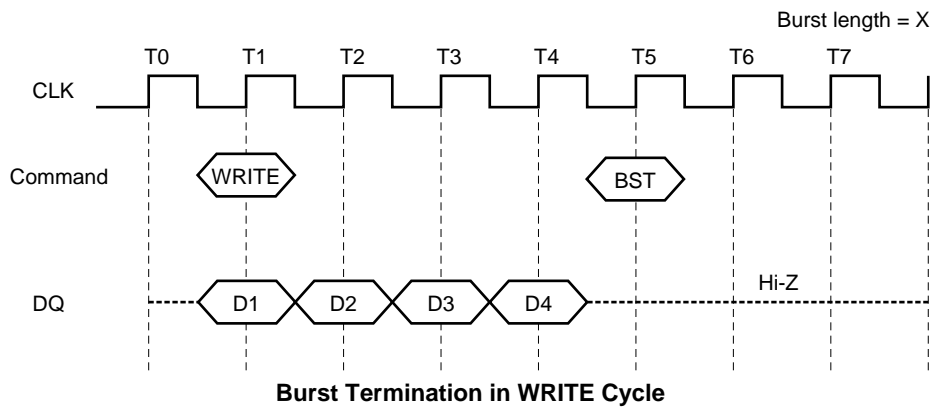 Burst length = X
T0 T1 T2 T3 T4 T5 T6 T7
CLK
Command WRITE BST
Hi-Z
DQ D1 D2 D3 D4
Burst Termination in WRITE Cycle